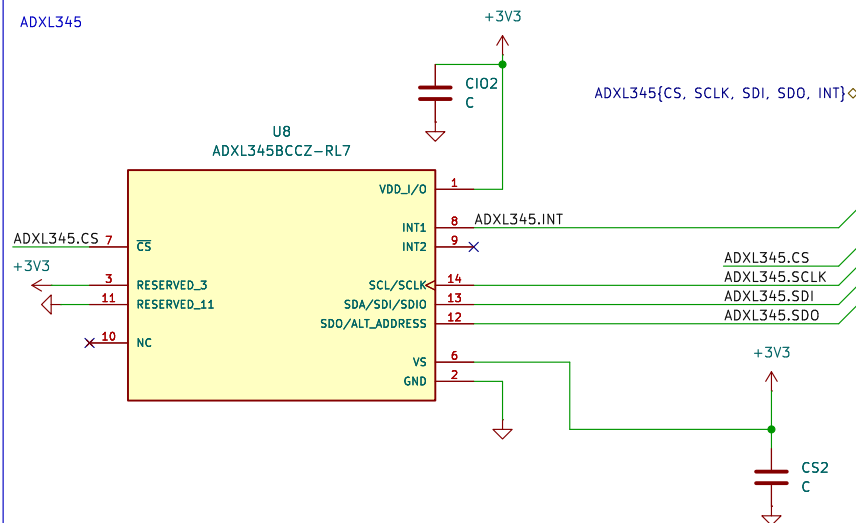 ADXL345
+3V3
CIO2
C
ADXL345{CS, SCLK, SDI, SDO, INT}
U8
ADXL345BCCZ-RL7
VDD_I/O 1
INT1 8 ADXL345.INT
ADXL345.CS 7 CS
INT2 9
ADXL345.CS
+3V3
3 RESERVED_3
SCL/SCLK 14 ADXL345.SCLK
11 RESERVED_11
SDA/SDI/SDIO 13 ADXL345.SDI
SDO/ALT_ADDRESS 12 ADXL345.SDO
10 NC
VS 6
+3V3
GND 2
CS2
C